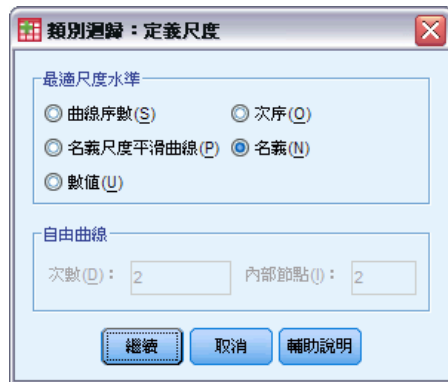 類別迴歸：定義尺度
最適尺度水準
曲線序數(S) 次序(O)
名義尺度平滑曲線(P) 名義(N)
數值(U)
自由曲線
次數(D)： 2 內部節點(I)： 2
繼續 取消 輔助說明